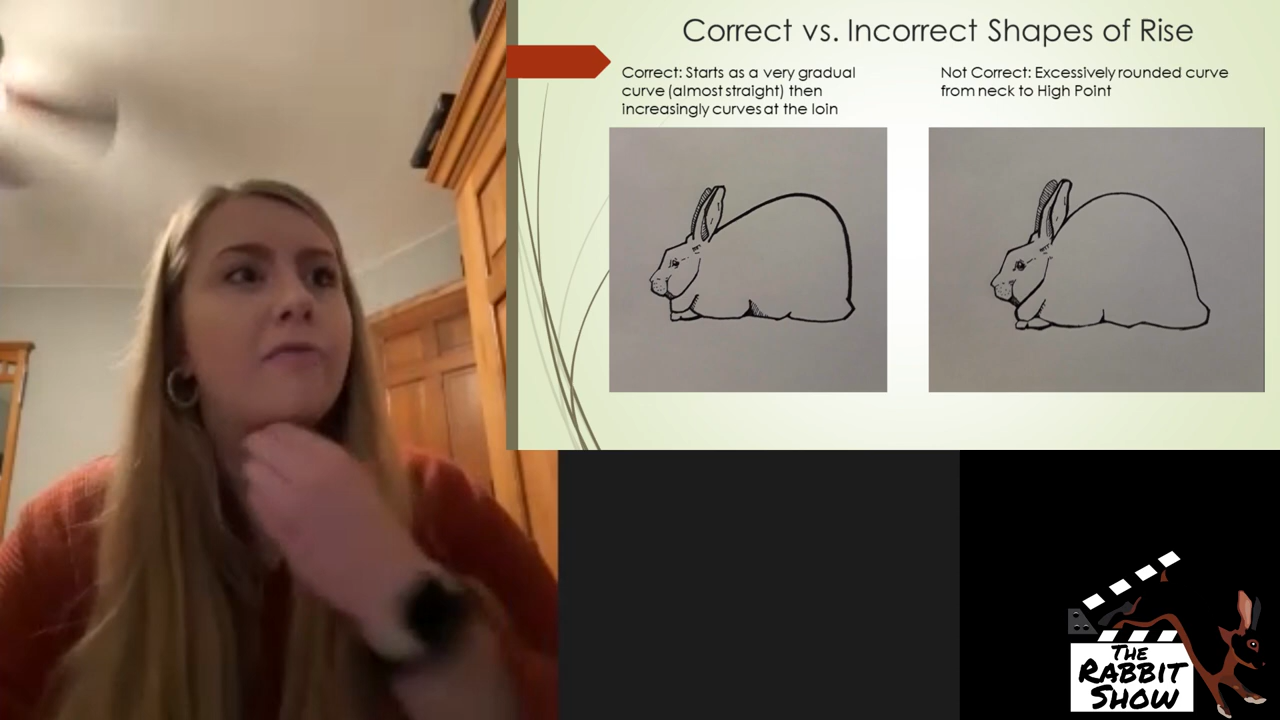 Correct vs. Incorrect Shapes of Rise
Correct: Starts as a very gradual
curve (almost straight) then
increasingly curves at the loin
Not Correct: Excessively rounded curve
from neck to High Point
THE
RABBIT
SHOW